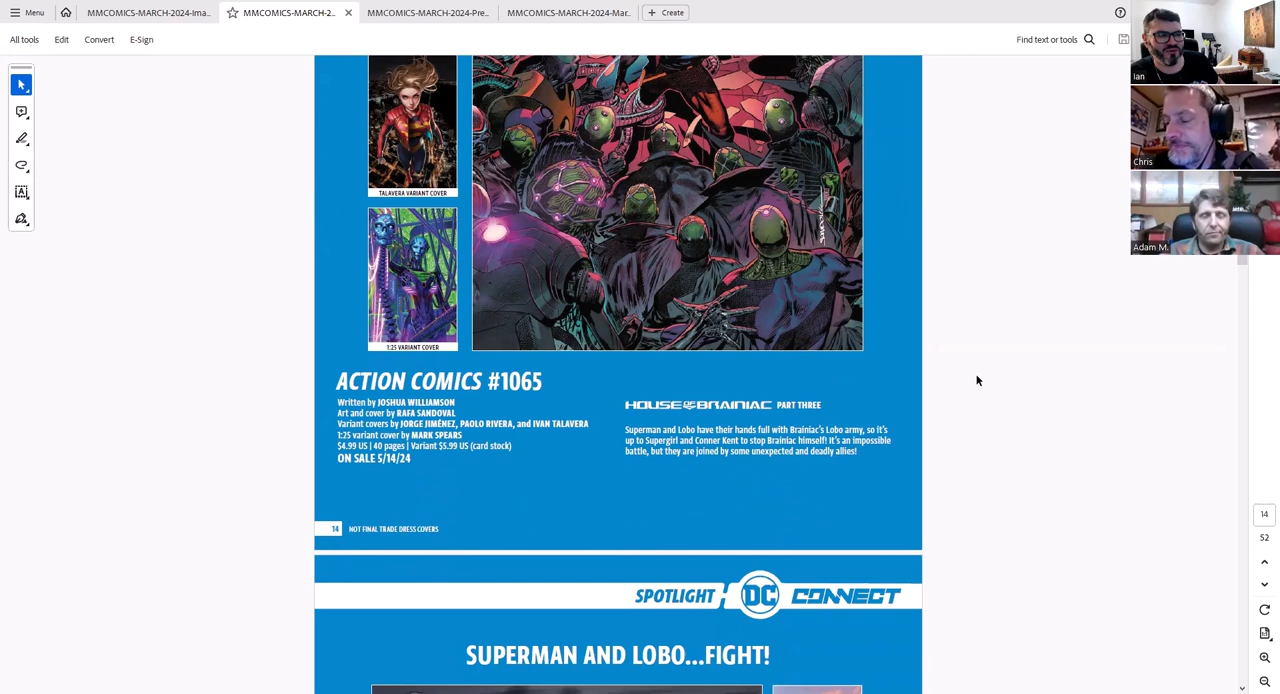 Menu
MMCOMICS-MARCH-2024-Ima...
MMCOMICS-MARCH-2...
MMCOMICS-MARCH-2024-Pre...
MMCOMICS-MARCH-2024-Mar...
Create
All tools
Edit
Convert
E-Sign
Find text or tools
Ian
Chris
Adam M.
TALAVERA VARIANT COVER
1:25 VARIANT COVER
ACTION COMICS #1065
Written by JOSHUA WILLIAMSON
Art and cover by RAFA SANDOVAL
Variant covers by JORGE JIMÉNEZ, PAOLO RIVERA, and IVAN TALAVERA
1:25 variant cover by MARK SPEARS
$4.99 US | 40 pages | Variant $5.99 US (card stock)
ON SALE 5/14/24
HOUSE OF BRAINIAC PART THREE
Superman and Lobo have their hands full with Brainiac's Lobo army, so it's
up to Supergirl and Conner Kent to stop Brainiac himself! It's an impossible
battle, but they are joined by some unexpected and deadly allies!
14 NOT FINAL TRADE DRESS COVERS
SPOTLIGHT DC CONNECT
SUPERMAN AND LOBO...FIGHT!
14
52